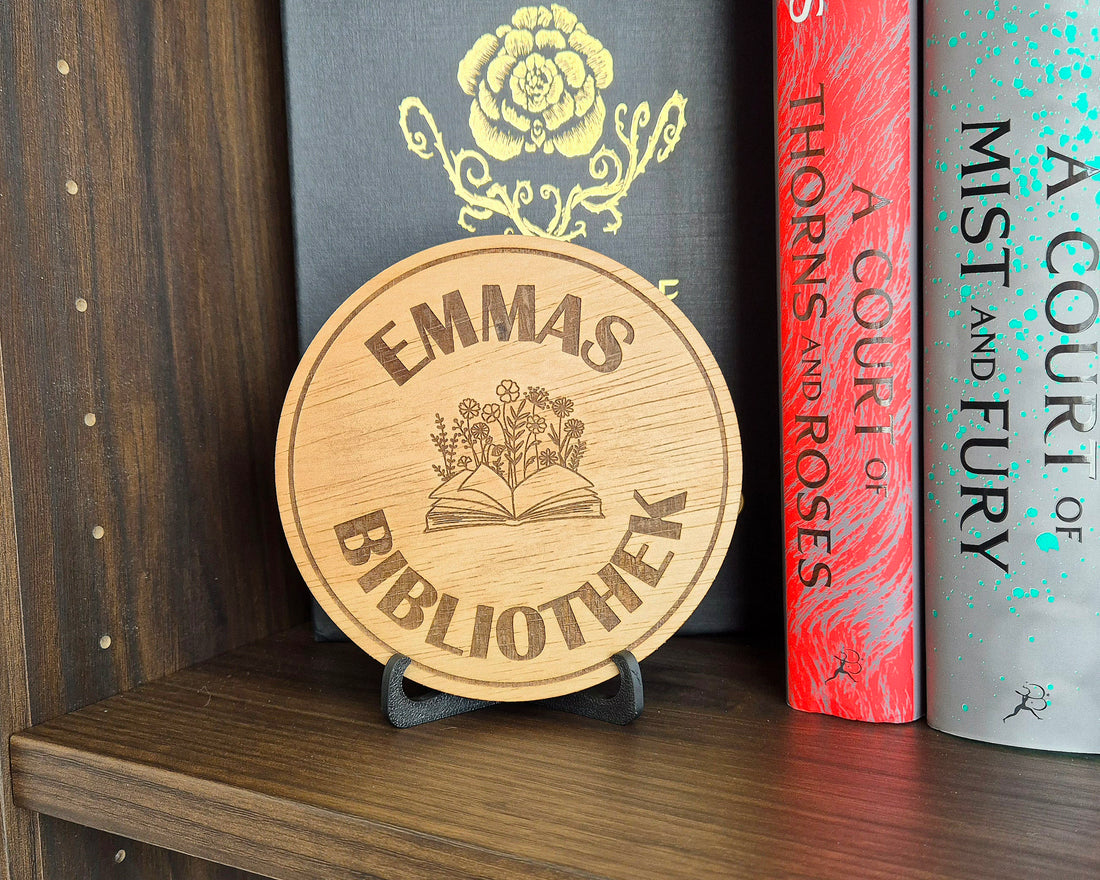 EMMAS
BIBLIOTHEK
A COURT OF
THORNS AND ROSES
A COURT OF
MIST AND FURY